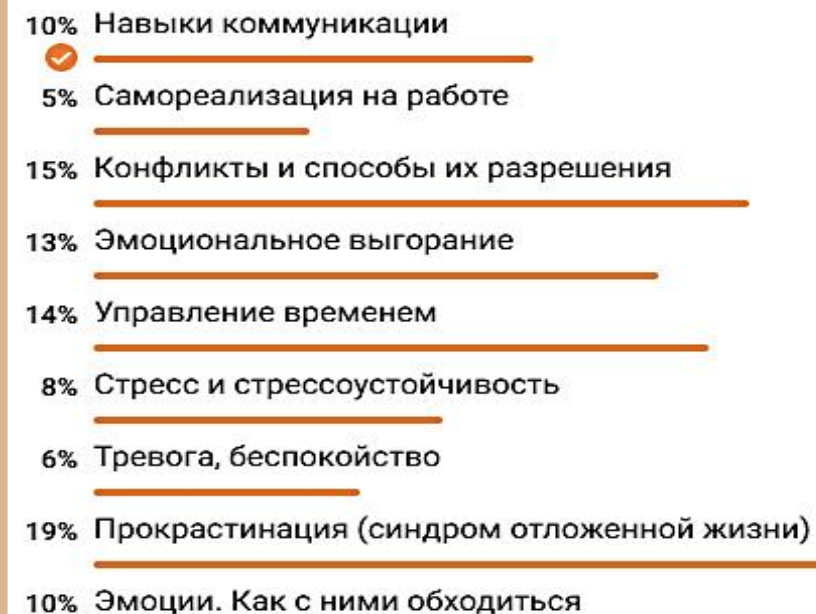 10% Навыки коммуникации
5% Самореализация на работе
15% Конфликты и способы их разрешения
13% Эмоциональное выгорание
14% Управление временем
8% Стресс и стрессоустойчивость
6% Тревога, беспокойство
19% Прокрастинация (синдром отложенной жизни)
10% Эмоции. Как с ними обходиться